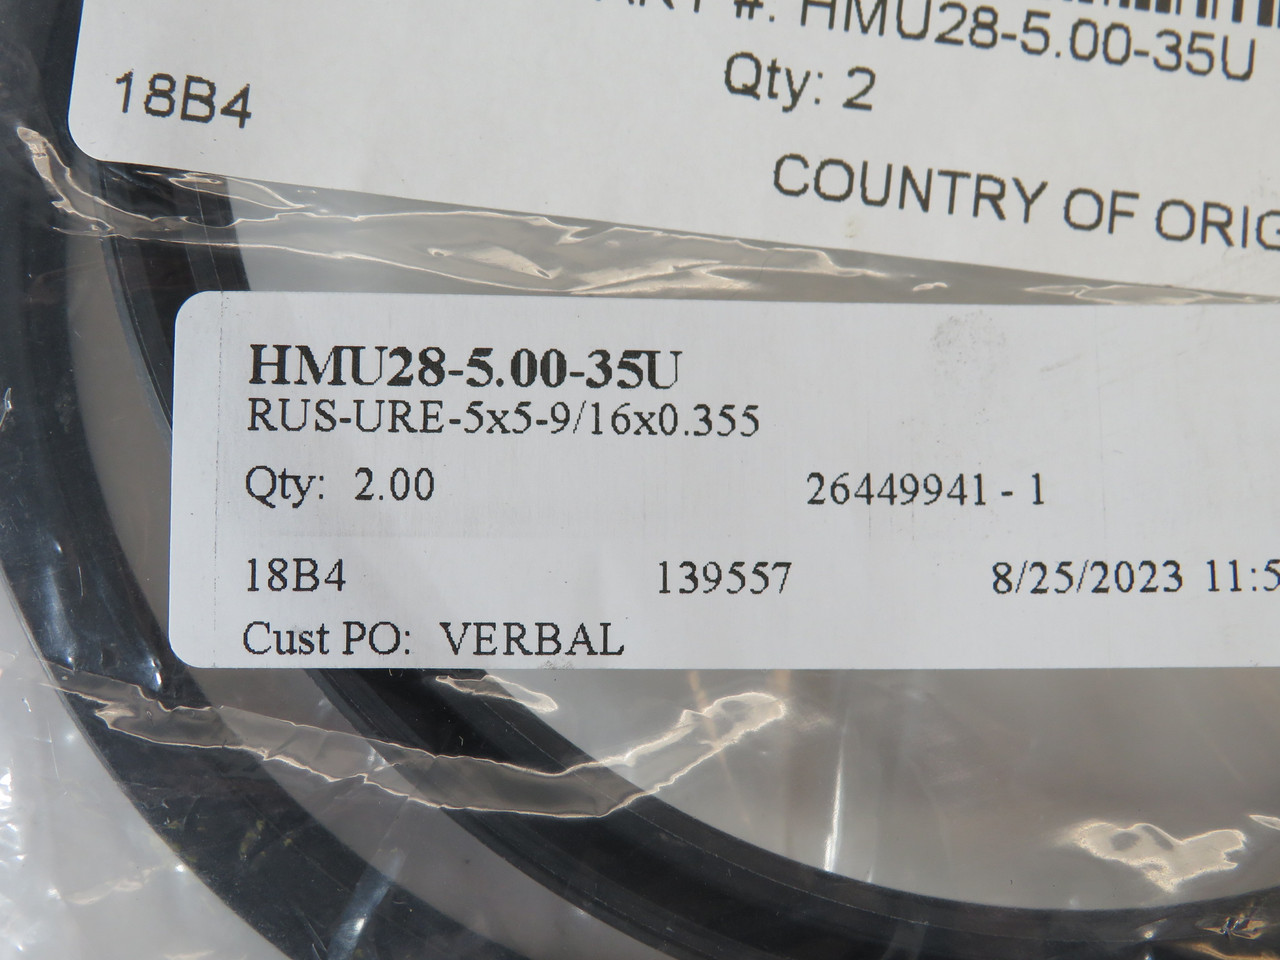 #: HMU28-5.00-35U
Qty: 2
18B4
COUNTRY OF
HMU28-5.00-35U
RUS-URE-5x5-9/16x0.355
Qty: 2.00 26449941 - 1
18B4 139557 8/25/2023 11:5
Cust PO: VERBAL